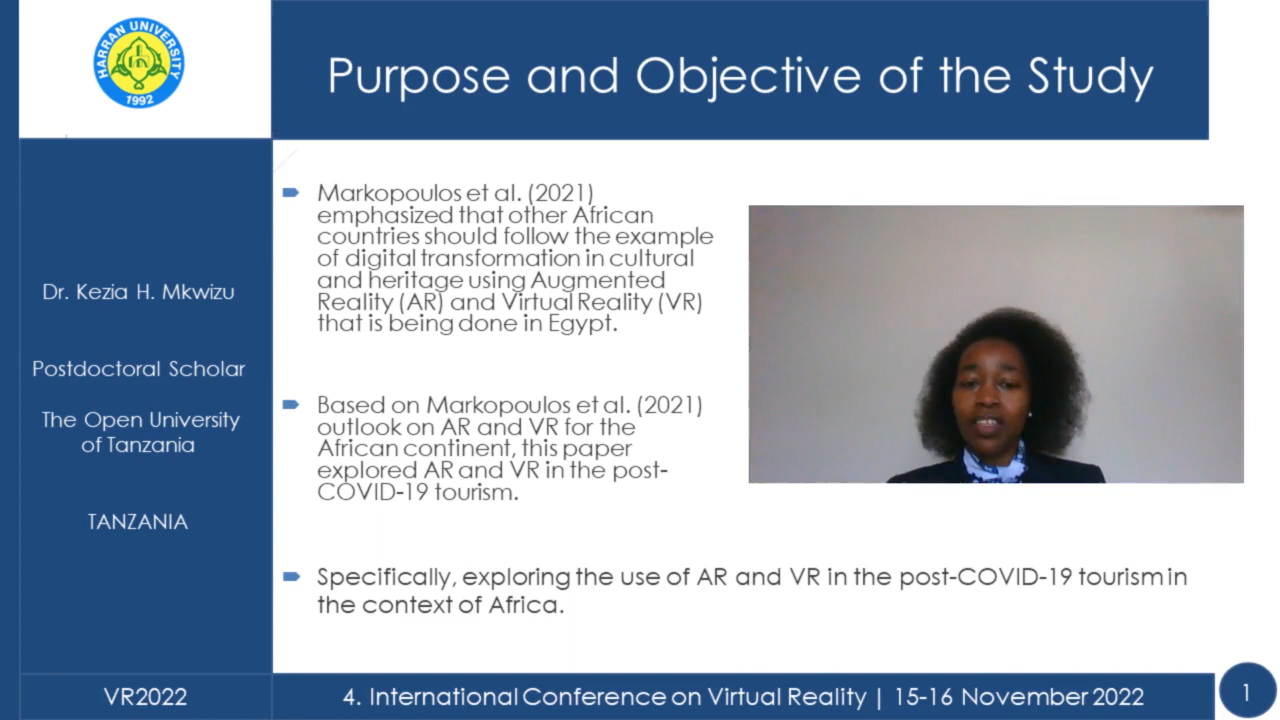 HARRAN UNIVERSITY
1992
Purpose and Objective of the Study
Dr. Kezia H. Mkwizu
Postdoctoral Scholar
The Open University
of Tanzania
TANZANIA
Markopoulos et al. (2021)
emphasized that other African
countries should follow the example
of digital transformation in cultural
and heritage using Augmented
Reality (AR) and Virtual Reality (VR)
that is being done in Egypt.
Based on Markopoulos et al. (2021)
outlook on AR and VR for the
African continent, this paper
explored AR and VR in the post-
COVID-19 tourism.
Specifically, exploring the use of AR and VR in the post-COVID-19 tourism in
the context of Africa.
VR2022
4. International Conference on Virtual Reality | 15-16 November 2022
1